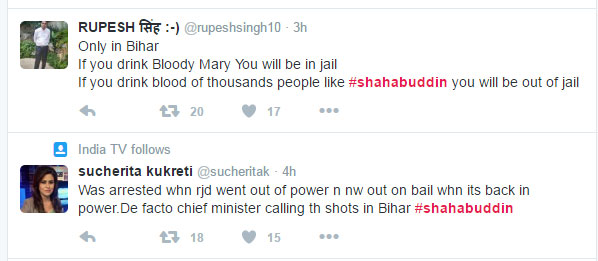 RUPESH सिंह :-) @rupeshsingh10 · 3h
Only in Bihar
If you drink Bloody Mary You will be in jail
If you drink blood of thousands people like #shahabuddin you will be out of jail
20 17
India TV follows
sucherita kukreti @sucheritak · 4h
Was arrested whn rjd went out of power n nw out on bail whn its back in
power.De facto chief minister calling th shots in Bihar #shahabuddin
18 15